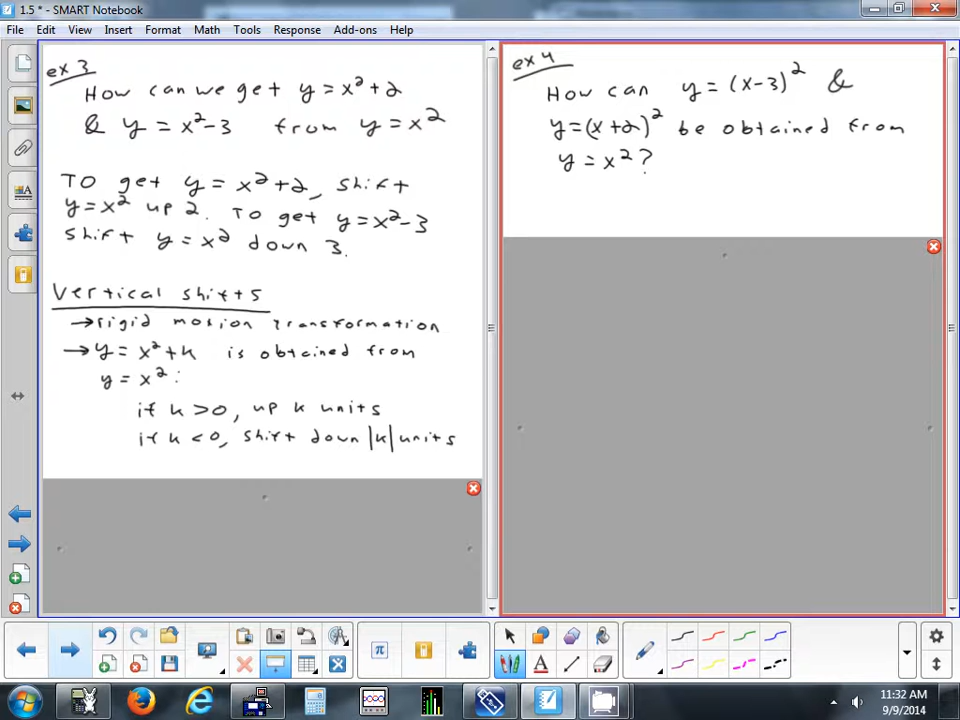 1.5 * - SMART Notebook
File Edit View Insert Format Math Tools Response Add-ons Help
ex 3
How can we get y = x² + 2
& y = x² - 3 from y = x²
To get y = x² + 2, shift
y = x² up 2. To get y = x² - 3
shift y = x² down 3.
Vertical shifts
→ rigid motion transformation
→ y = x² + k is obtained from
y = x² :
if k > 0, up k units
if k < 0, shift down |k| units
ex 4
How can y = (x-3)² &
y = (x+2)² be obtained from
y = x² ?
11:32 AM
9/9/2014